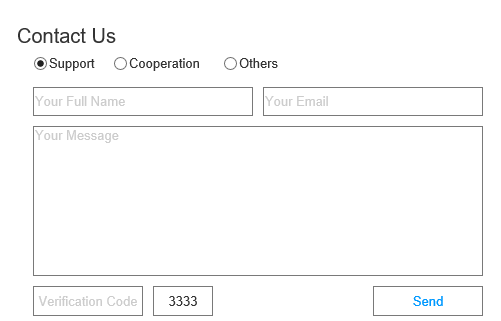 Contact Us
Support Cooperation Others
Your Full Name Your Email
Your Message
Verification Code 3333 Send